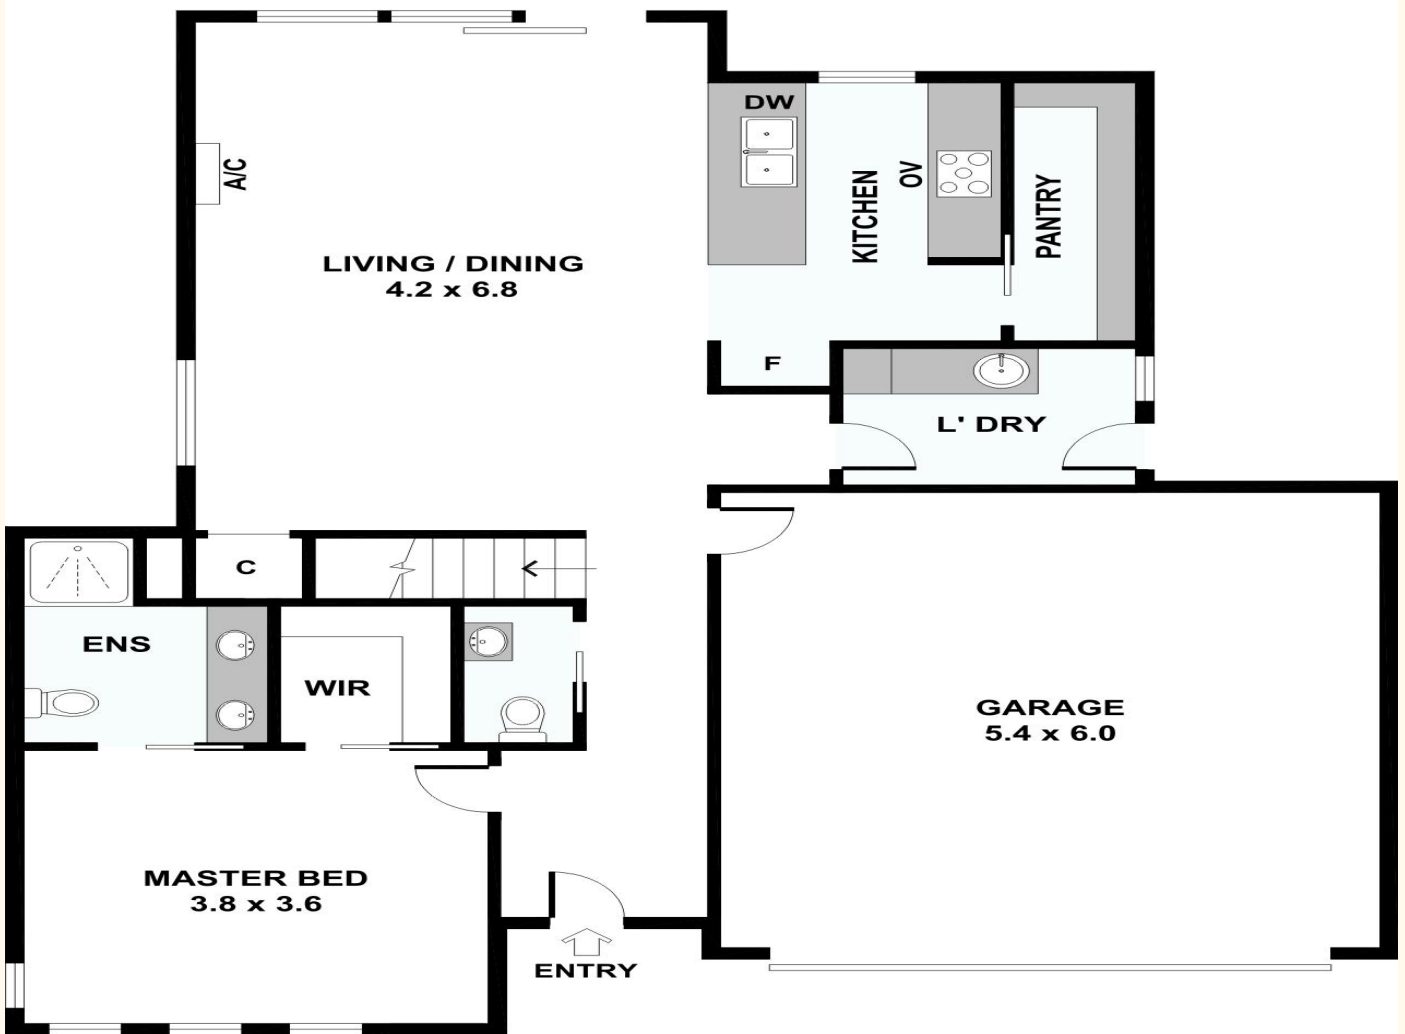 DW
A/C
KITCHEN
OV
PANTRY
LIVING / DINING
4.2 x 6.8
F
L' DRY
C
ENS
WIR
GARAGE
5.4 x 6.0
MASTER BED
3.8 x 3.6
ENTRY